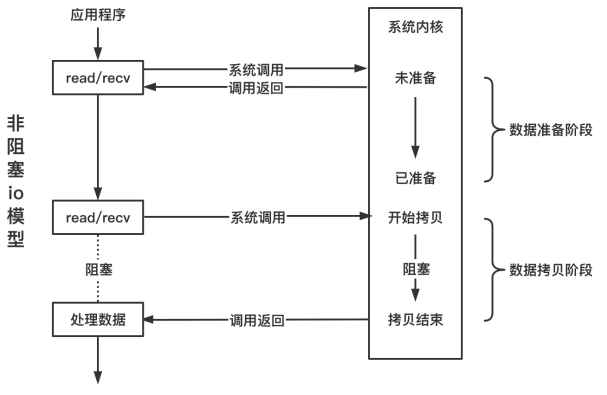 应用程序
系统内核
read/recv
系统调用
调用返回
未准备
数据准备阶段
非阻塞io模型
已准备
read/recv
系统调用
开始拷贝
阻塞
阻塞
数据拷贝阶段
处理数据
调用返回
拷贝结束